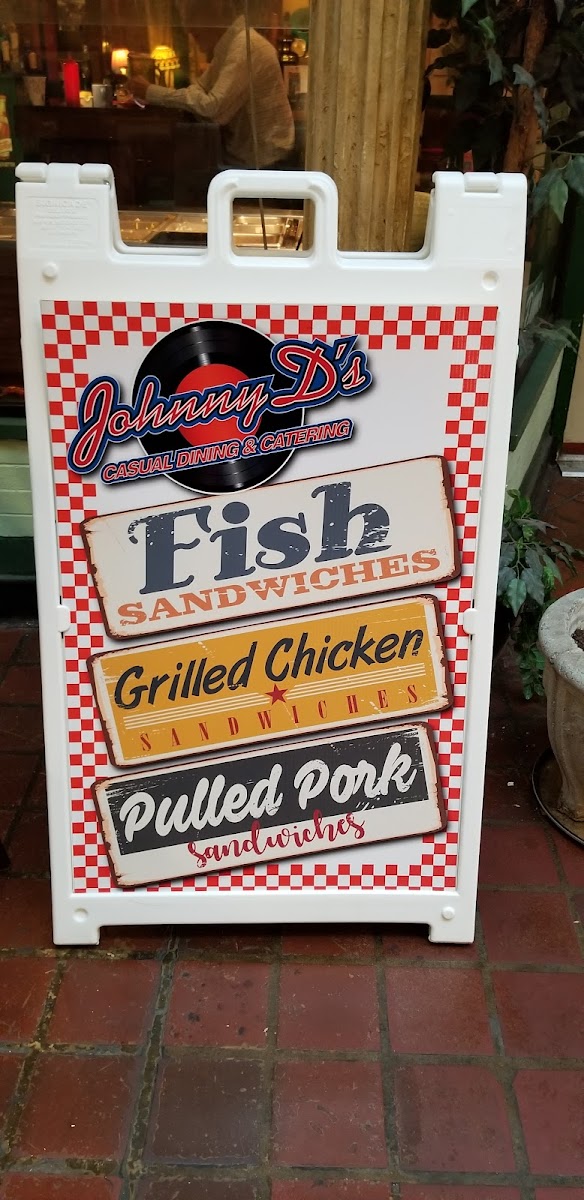 Johnny D's
CASUAL DINING & CATERING
Fish
SANDWICHES
Grilled Chicken
SANDWICHES
Pulled Pork
Sandwiches